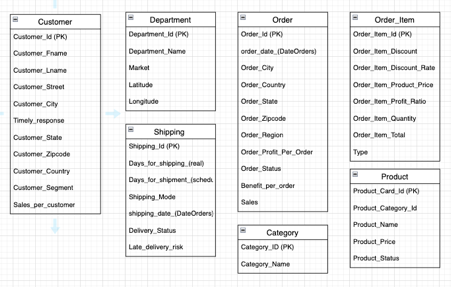 Customer
Customer_Id (PK)
Customer_Fname
Customer_Lname
Customer_Street
Customer_City
Timely_response
Customer_State
Customer_Zipcode
Customer_Country
Customer_Segment
Sales_per_customer
Department
Department_Id (PK)
Department_Name
Market
Latitude
Longitude
Shipping
Shipping_Id (PK)
Days_for_shipping_(real)
Days_for_shipment_(schedu
Shipping_Mode
shipping_date_(DateOrders)
Delivery_Status
Late_delivery_risk
Order
Order_Id (PK)
order_date_(DateOrders)
Order_City
Order_Country
Order_State
Order_Zipcode
Order_Region
Order_Profit_Per_Order
Order_Status
Benefit_per_order
Sales
Category
Category_ID (PK)
Category_Name
Order_Item
Order_Item_Id (PK)
Order_Item_Discount
Order_Item_Discount_Rate
Order_Item_Product_Price
Order_Item_Profit_Ratio
Order_Item_Quantity
Order_Item_Total
Type
Product
Product_Card_Id (PK)
Product_Category_Id
Product_Name
Product_Price
Product_Status